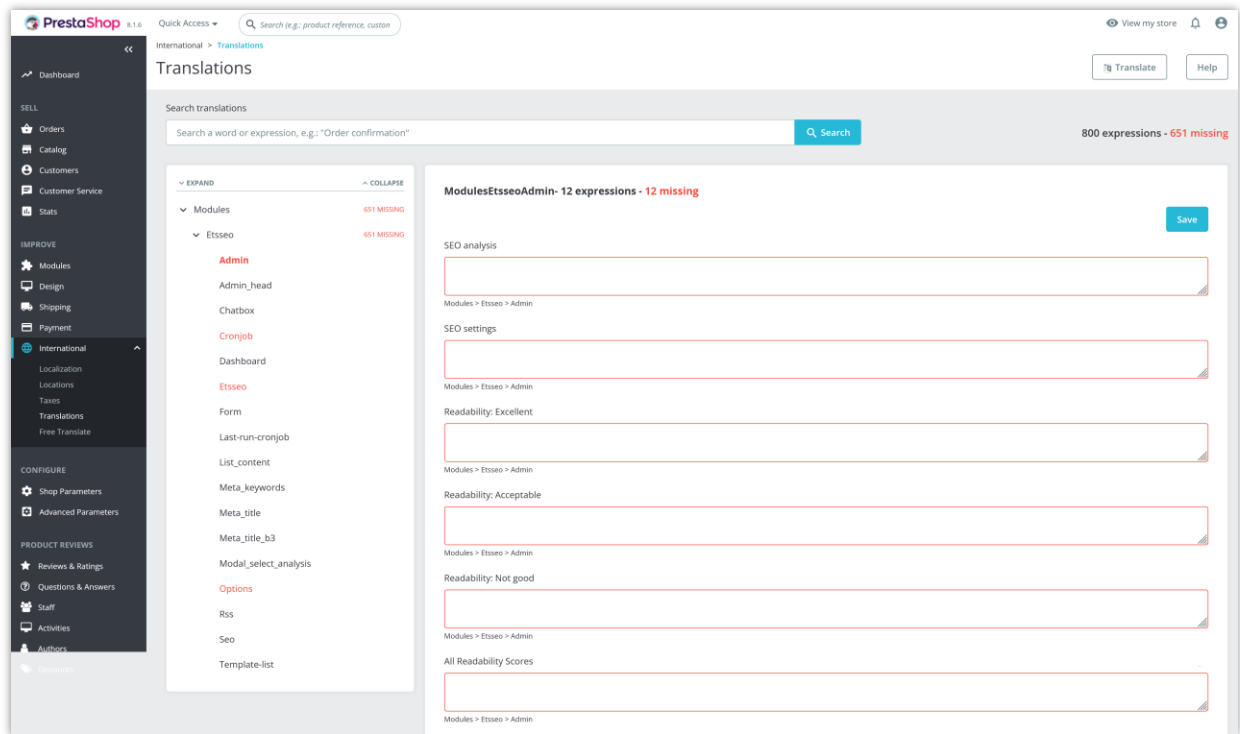 PrestaShop 8.1.6 Quick Access Search (e.g.: product reference, custon View my store
International > Translations
Translations
Translate Help
Dashboard
SELL
Orders
Catalog
Customers
Customer Service
Stats
IMPROVE
Modules
Design
Shipping
Payment
International
Localization
Locations
Taxes
Translations
Free Translate
CONFIGURE
Shop Parameters
Advanced Parameters
PRODUCT REVIEWS
Reviews & Ratings
Questions & Answers
Staff
Activities
Authors
Search translations
Search a word or expression, e.g.: "Order confirmation" Search
800 expressions - 651 missing
EXPAND COLLAPSE
Modules 651 MISSING
Etsseo 651 MISSING
Admin
Admin_head
Chatbox
Cronjob
Dashboard
Etsseo
Form
Last-run-cronjob
List_content
Meta_keywords
Meta_title
Meta_title_b3
Modal_select_analysis
Options
Rss
Seo
Template-list
ModulesEtsseoAdmin- 12 expressions - 12 missing
Save
SEO analysis
Modules > Etsseo > Admin
SEO settings
Modules > Etsseo > Admin
Readability: Excellent
Modules > Etsseo > Admin
Readability: Acceptable
Modules > Etsseo > Admin
Readability: Not good
Modules > Etsseo > Admin
All Readability Scores
Modules > Etsseo > Admin